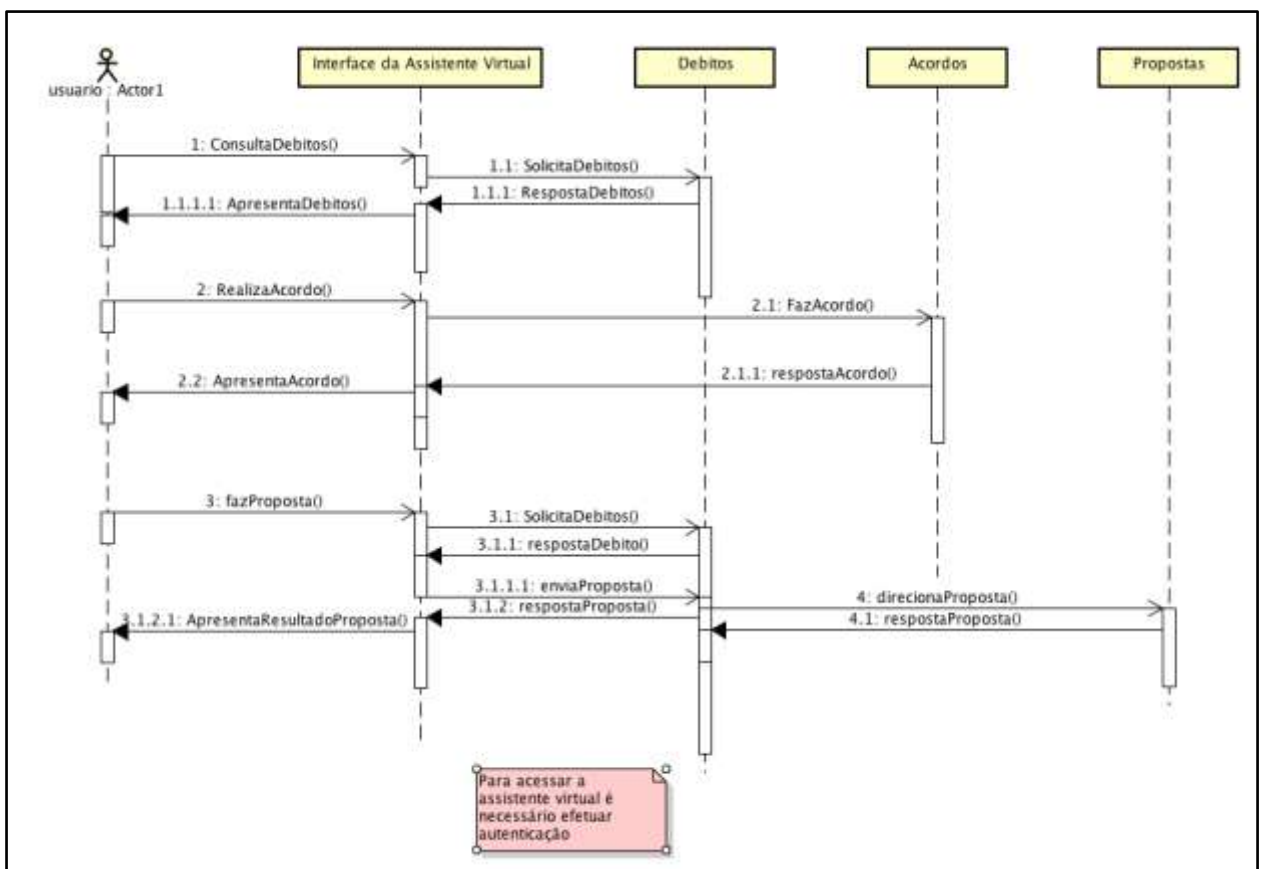 Interface da Assistente Virtual
Debitos
Acordos
Propostas
usuario : Actor1
1: ConsultaDebitos()
1.1: SolicitaDebitos()
1.1.1: RespostaDebitos()
1.1.1.1: ApresentaDebitos()
2: RealizaAcordo()
2.1: FazAcordo()
2.1.1: respostaAcordo()
2.2: ApresentaAcordo()
3: fazProposta()
3.1: SolicitaDebitos()
3.1.1: respostaDebito()
3.1.1.1: enviaProposta()
4: direcionaProposta()
3.1.2: respostaProposta()
4.1: respostaProposta()
3.1.2.1: ApresentaResultadoProposta()
Para acessar a
assistente virtual é
necessário efetuar
autenticação